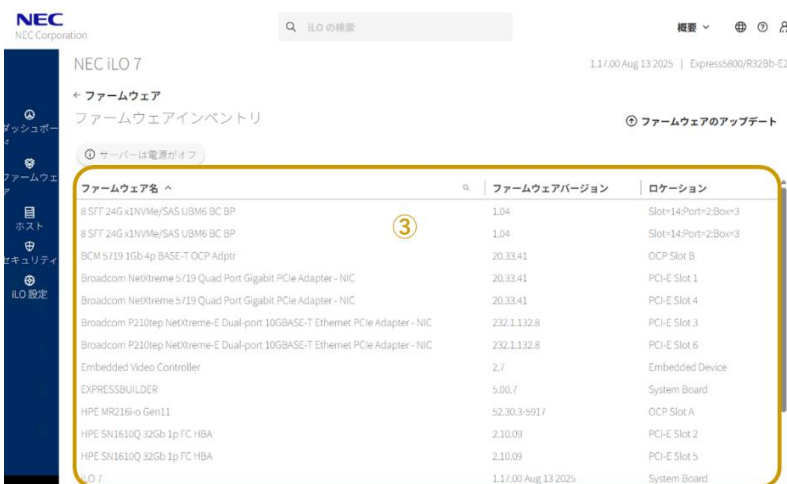 NEC
NEC Corporation
iLO の検索
概要
NEC iLO 7
1.17.00 Aug 13 2025 | Express5800/R32Bb-E2
← ファームウェア
ファームウェアインベントリ
ファームウェアのアップデート
サーバーは電源がオフ
ダッシュボー
ド
ファームウェ
ア
ホスト
セキュリティ
iLO 設定
③
ファームウェア名 ファームウェアバージョン ロケーション
8 SFF 24G x1NVMe/SAS UBM6 BC BP 1.04 Slot=14:Port=2:Box=3
8 SFF 24G x1NVMe/SAS UBM6 BC BP 1.04 Slot=14:Port=2:Box=3
BCM 5719 1Gb 4p BASE-T OCP Adptr 20.33.41 OCP Slot B
Broadcom NetXtreme 5719 Quad Port Gigabit PCIe Adapter - NIC 20.33.41 PCI-E Slot 1
Broadcom NetXtreme 5719 Quad Port Gigabit PCIe Adapter - NIC 20.33.41 PCI-E Slot 4
Broadcom P210tep NetXtreme-E Dual-port 10GBASE-T Ethernet PCIe Adapter - NIC 232.1.132.8 PCI-E Slot 3
Broadcom P210tep NetXtreme-E Dual-port 10GBASE-T Ethernet PCIe Adapter - NIC 232.1.132.8 PCI-E Slot 6
Embedded Video Controller 2.7 Embedded Device
EXPRESSBUILDER 5.00.7 System Board
HPE MR216i-o Gen11 52.30.3-5917 OCP Slot A
HPE SN1610Q 32Gb 1p FC HBA 2.10.09 PCI-E Slot 2
HPE SN1610Q 32Gb 1p FC HBA 2.10.09 PCI-E Slot 5
iLO 7 1.17.00 Aug 13 2025 System Board